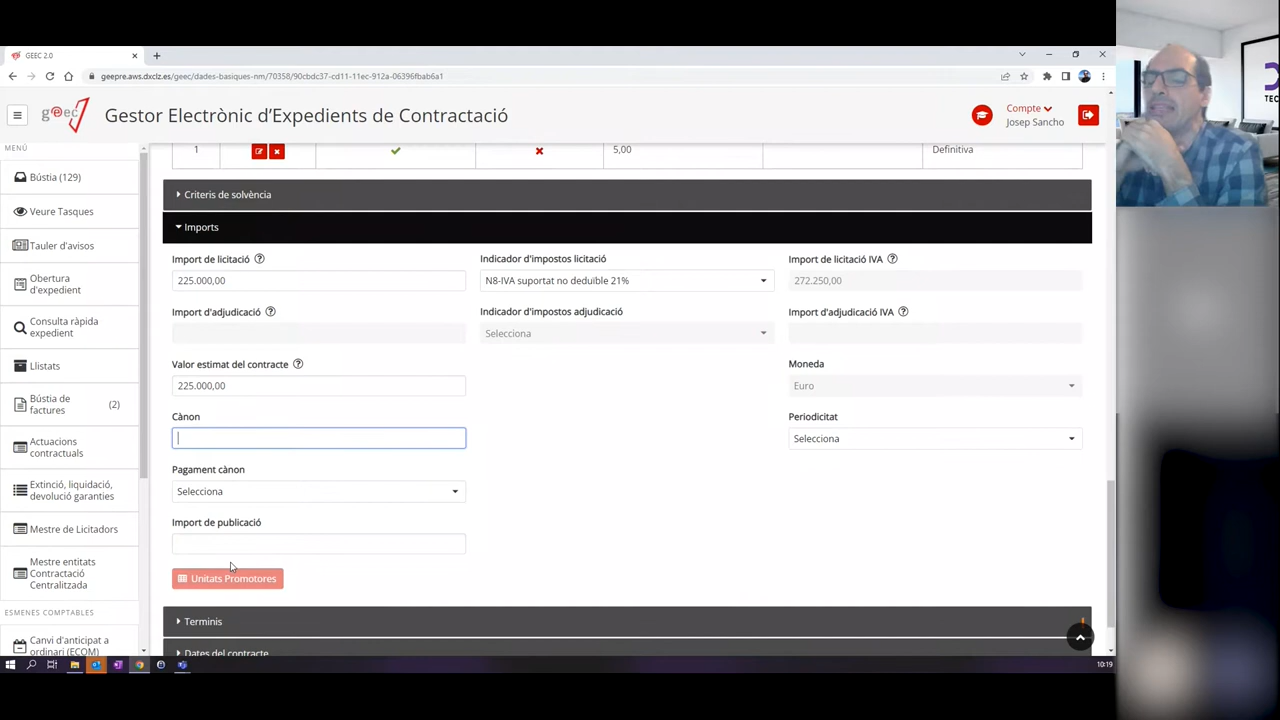 GEEC 2.0
geepre.aws.dxclz.es/geec/dades-basiques-nm/70358/90cbdc37-cd11-11ec-912a-06396fbab6a1
geec
Gestor Electrònic d'Expedients de Contractació
Compte
Josep Sancho
MENÚ
Bústia (129)
Veure Tasques
Tauler d'avisos
Obertura d'expedient
Consulta ràpida expedient
Llistats
Bústia de factures (2)
Actuacions contractuals
Extinció, liquidació, devolució garanties
Mestre de Licitadors
Mestre entitats Contractació Centralitzada
ESMENES COMPTABLES
Canvi d'anticipat a ordinari (ECOM)
1 5,00 Definitiva
Criteris de solvència
Imports
Import de licitació Indicador d'impostos licitació Import de licitació IVA
225.000,00 N8-IVA suportat no deduïble 21% 272.250,00
Import d'adjudicació Indicador d'impostos adjudicació Import d'adjudicació IVA
Selecciona
Valor estimat del contracte Moneda
225.000,00 Euro
Cànon Periodicitat
Selecciona
Pagament cànon
Selecciona
Import de publicació
Unitats Promotores
Terminis
Dates del contracte
10:19